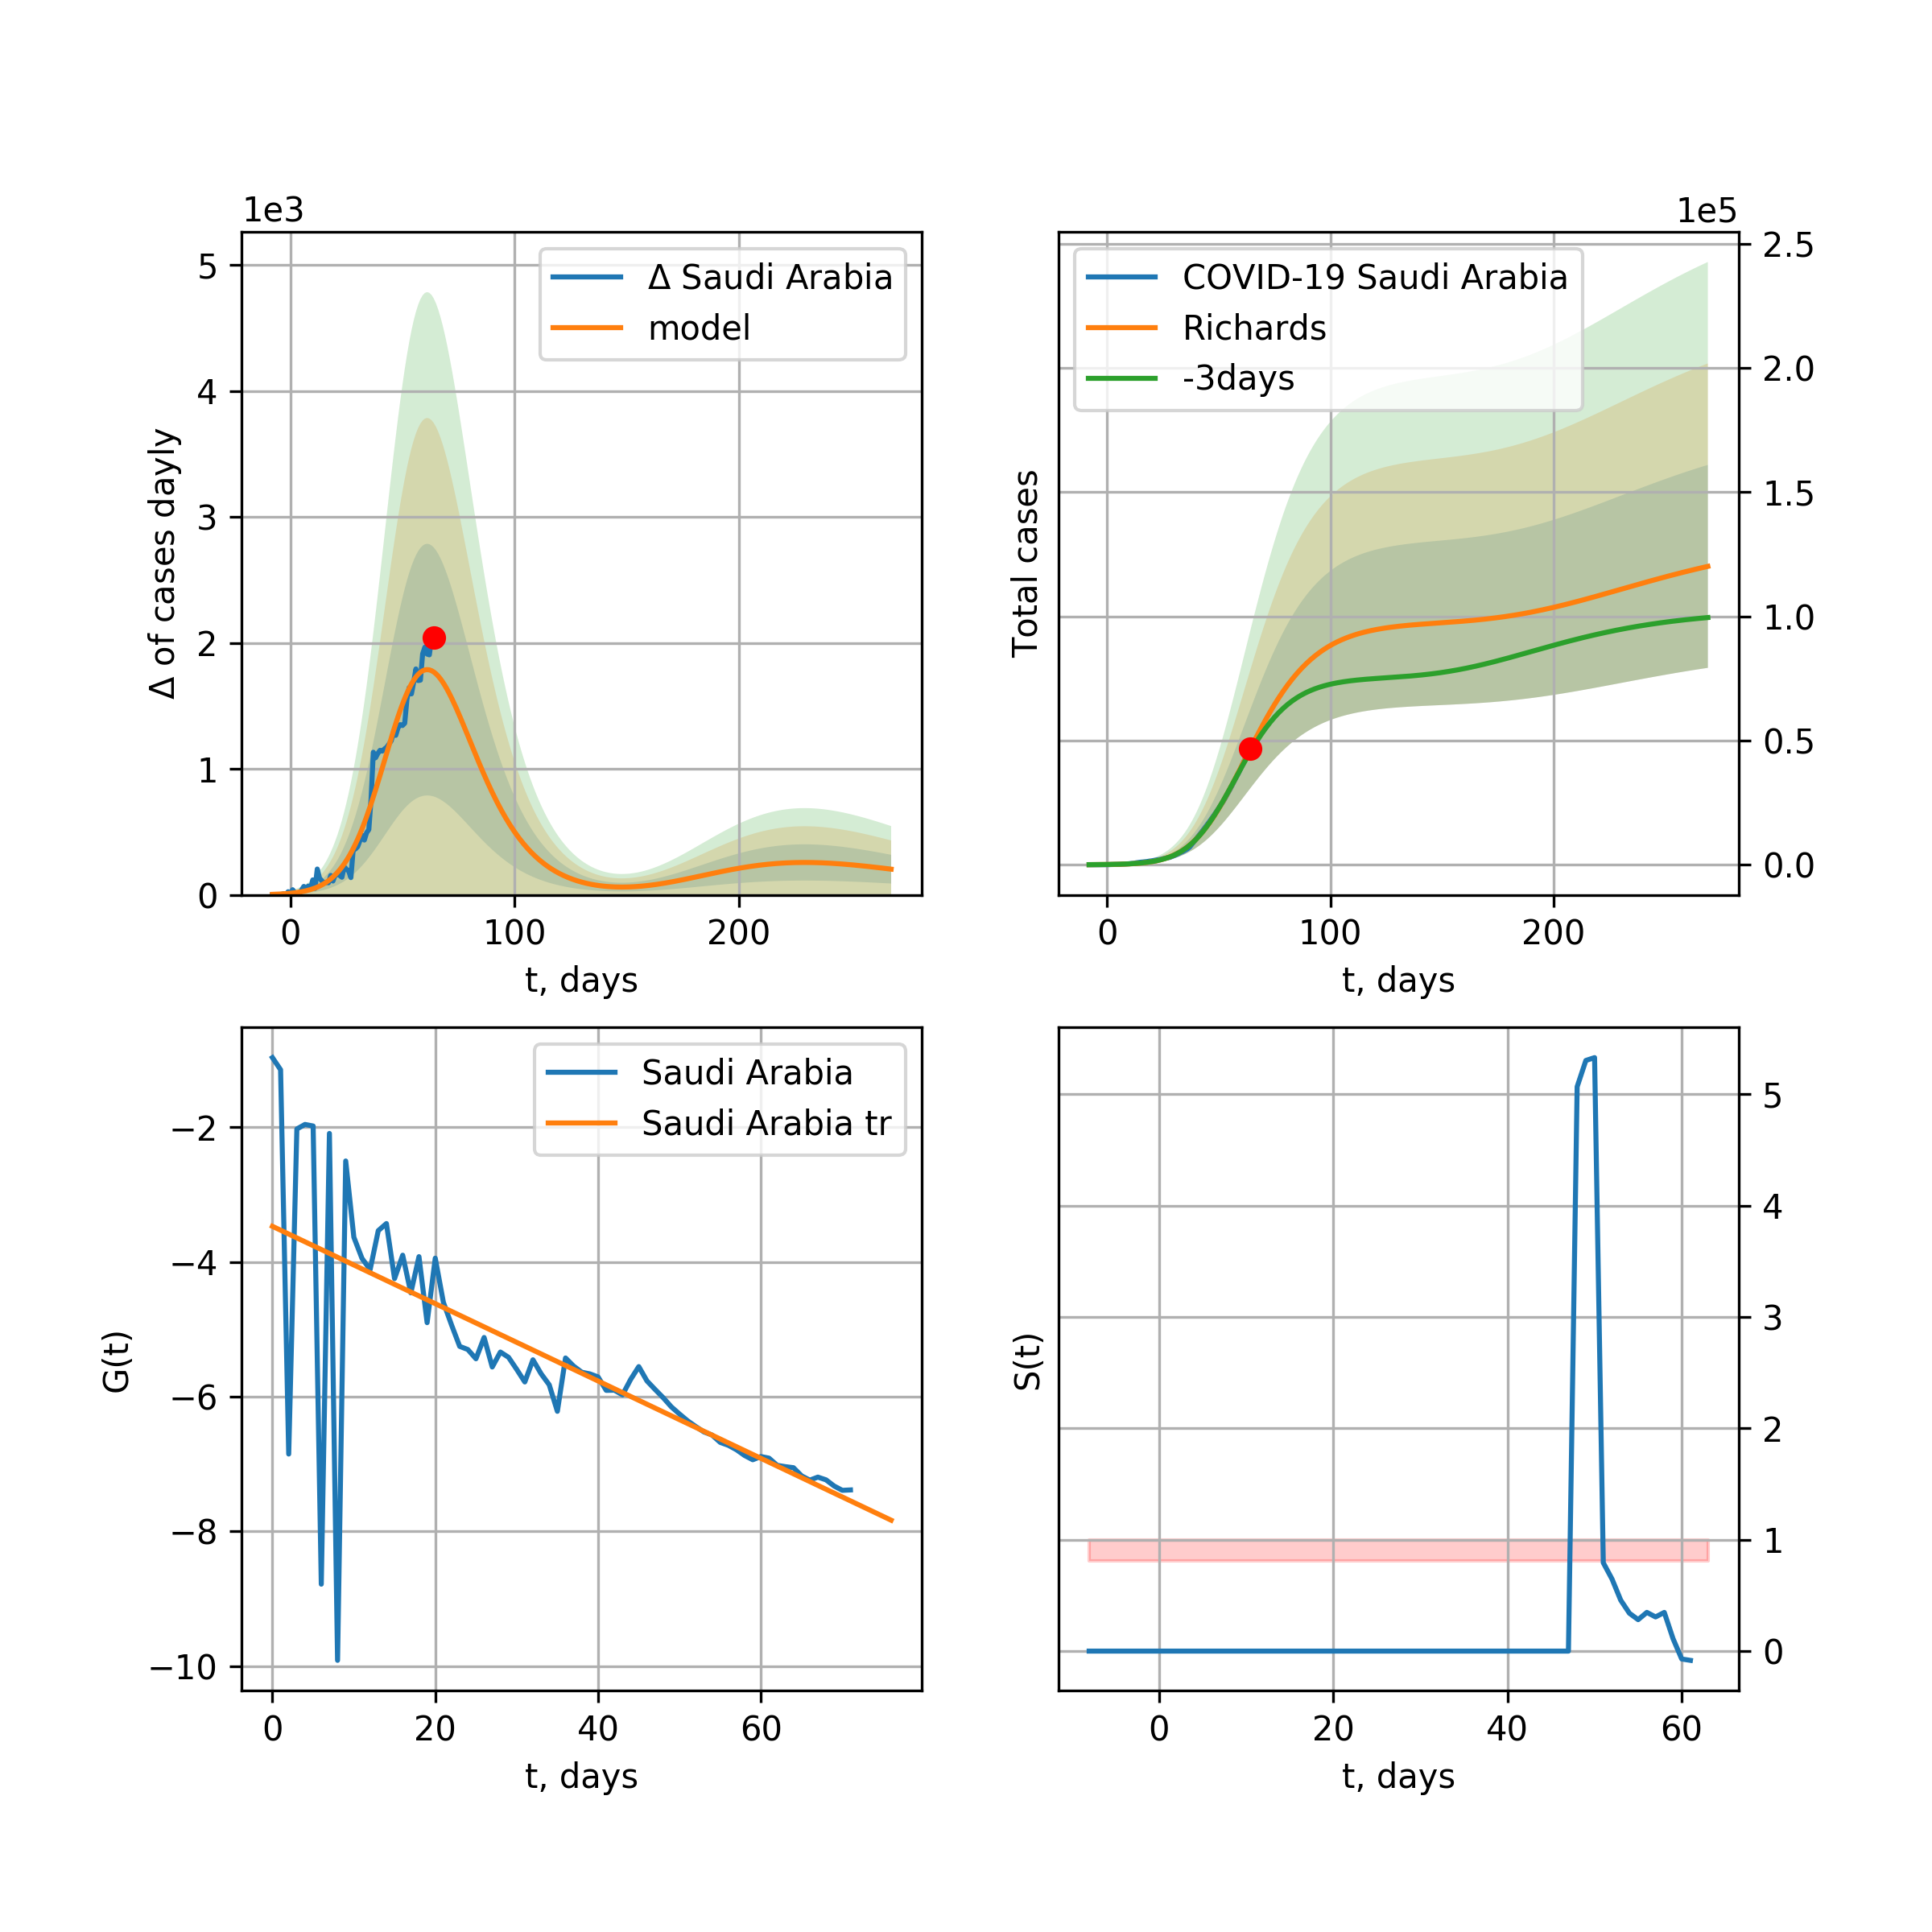 1e3
5
4
3
2
1
0
Δ of cases dayly
Δ Saudi Arabia
model
0 100 200
t, days
1e5
2.5
2.0
1.5
1.0
0.5
0.0
Total cases
COVID-19 Saudi Arabia
Richards
-3days
0 100 200
t, days
−2
−4
−6
−8
−10
G(t)
Saudi Arabia
Saudi Arabia tr
0 20 40 60
t, days
5
4
3
2
1
0
S(t)
0 20 40 60
t, days